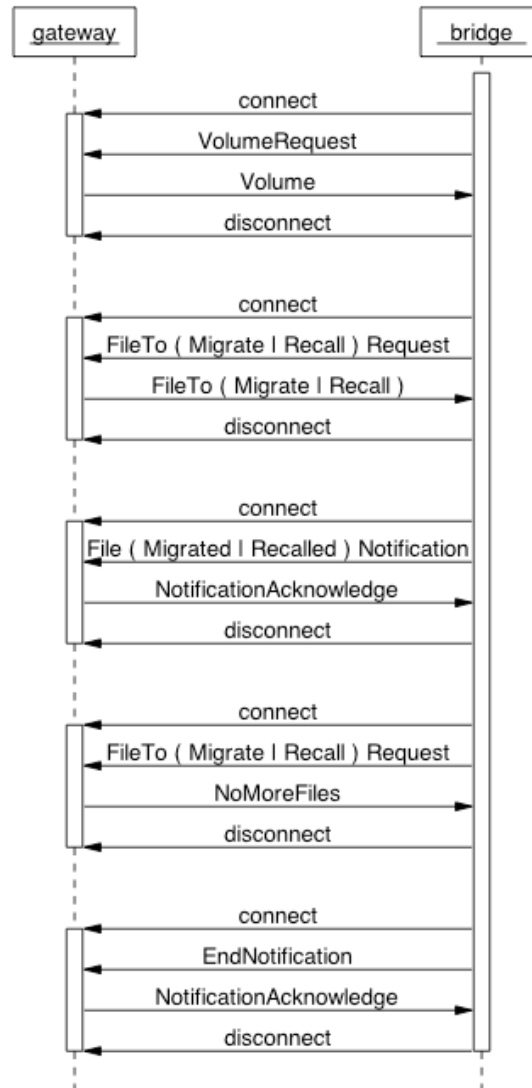 gateway
bridge
connect
VolumeRequest
Volume
disconnect
connect
FileTo ( Migrate | Recall ) Request
FileTo ( Migrate | Recall )
disconnect
connect
File ( Migrated | Recalled ) Notification
NotificationAcknowledge
disconnect
connect
FileTo ( Migrate | Recall ) Request
NoMoreFiles
disconnect
connect
EndNotification
NotificationAcknowledge
disconnect